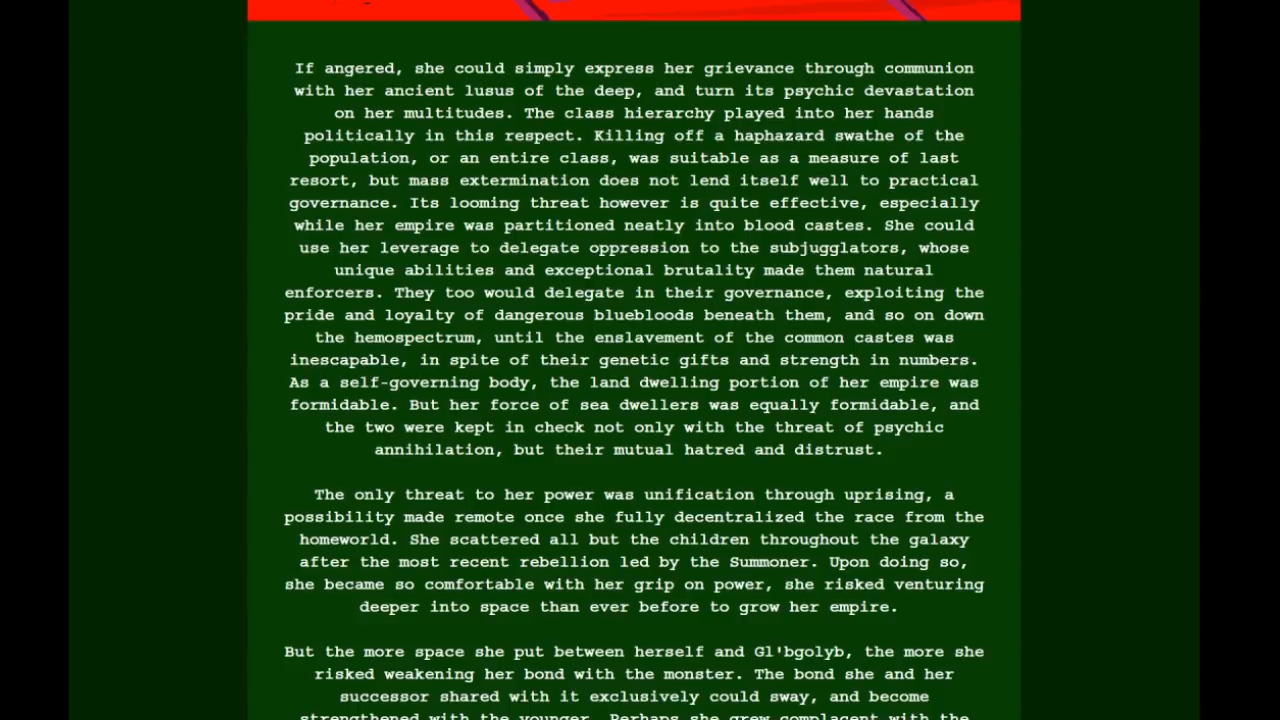 If angered, she could simply express her grievance through communion
with her ancient lusus of the deep, and turn its psychic devastation
on her multitudes. The class hierarchy played into her hands
politically in this respect. Killing off a haphazard swathe of the
population, or an entire class, was suitable as a measure of last
resort, but mass extermination does not lend itself well to practical
governance. Its looming threat however is quite effective, especially
while her empire was partitioned neatly into blood castes. She could
use her leverage to delegate oppression to the subjugglators, whose
unique abilities and exceptional brutality made them natural
enforcers. They too would delegate in their governance, exploiting the
pride and loyalty of dangerous bluebloods beneath them, and so on down
the hemospectrum, until the enslavement of the common castes was
inescapable, in spite of their genetic gifts and strength in numbers.
As a self-governing body, the land dwelling portion of her empire was
formidable. But her force of sea dwellers was equally formidable, and
the two were kept in check not only with the threat of psychic
annihilation, but their mutual hatred and distrust.
The only threat to her power was unification through uprising, a
possibility made remote once she fully decentralized the race from the
homeworld. She scattered all but the children throughout the galaxy
after the most recent rebellion led by the Summoner. Upon doing so,
she became so comfortable with her grip on power, she risked venturing
deeper into space than ever before to grow her empire.
But the more space she put between herself and Gl'bgolyb, the more she
risked weakening her bond with the monster. The bond she and her
successor shared with it exclusively could sway, and become
strengthened with the younger. Perhaps she grew complacent with the